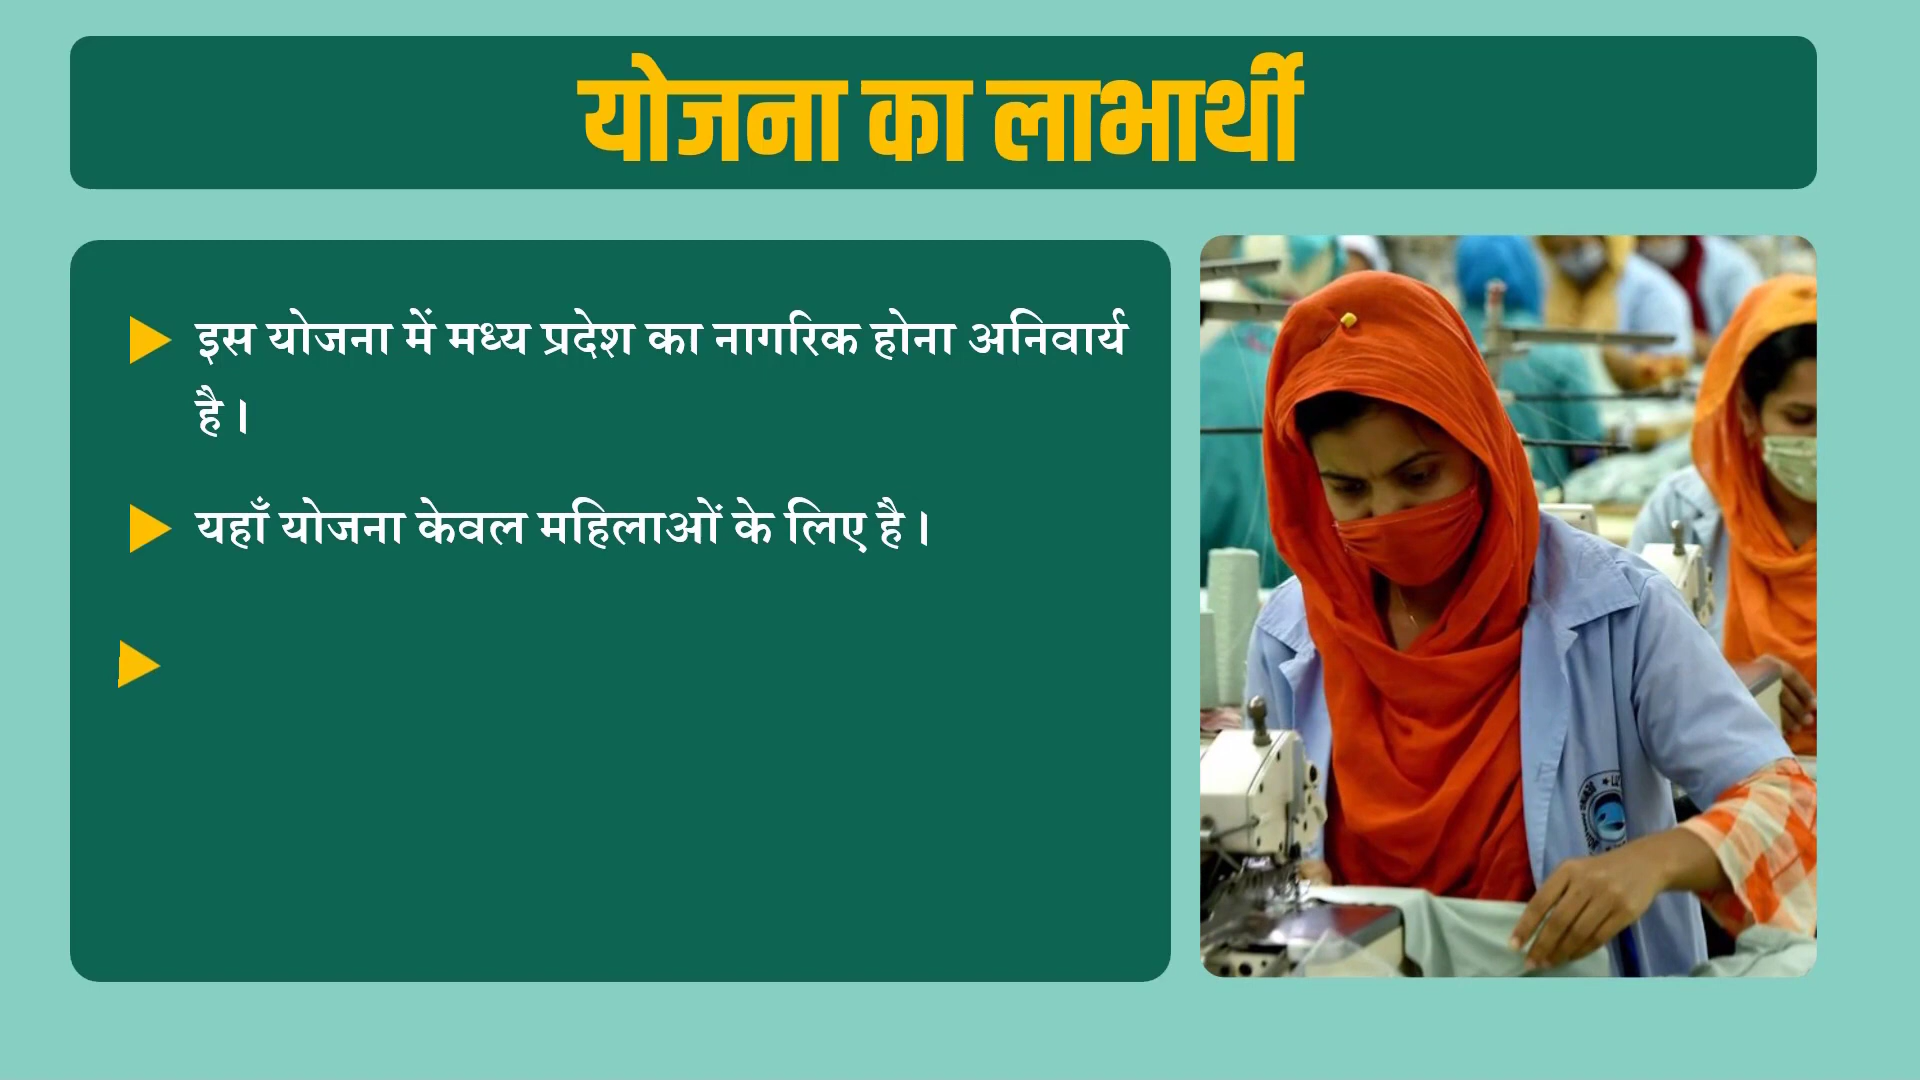 योजना का लाभार्थी
इस योजना में मध्य प्रदेश का नागरिक होना अनिवार्य
है।
यहाँ योजना केवल महिलाओं के लिए है।